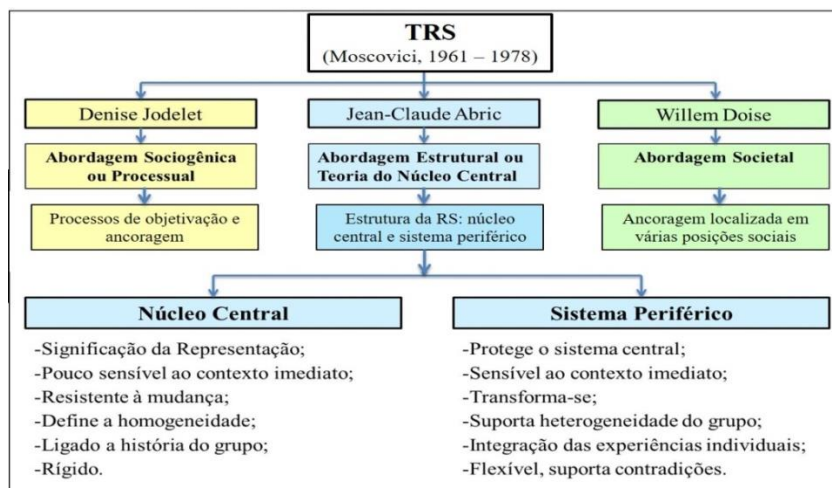 TRS
(Moscovici, 1961 – 1978)
Denise Jodelet
Jean-Claude Abric
Willem Doise
Abordagem Sociogênica
ou Processual
Abordagem Estrutural ou
Teoria do Núcleo Central
Abordagem Societal
Processos de objetivação e
ancoragem
Estrutura da RS: núcleo
central e sistema periférico
Ancoragem localizada em
várias posições sociais
Núcleo Central
-Significação da Representação;
-Pouco sensível ao contexto imediato;
-Resistente à mudança;
-Define a homogeneidade;
-Ligado a história do grupo;
-Rígido.
Sistema Periférico
-Protege o sistema central;
-Sensível ao contexto imediato;
-Transforma-se;
-Suporta heterogeneidade do grupo;
-Integração das experiências individuais;
-Flexível, suporta contradições.